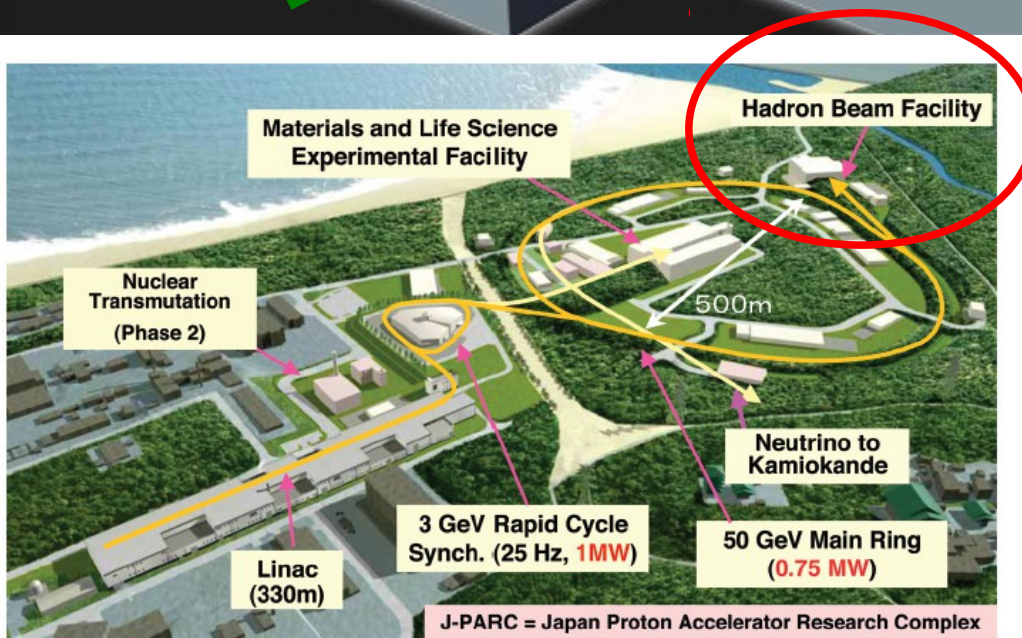 Hadron Beam Facility
Materials and Life Science
Experimental Facility
Nuclear
Transmutation
(Phase 2)
500m
Neutrino to
Kamiokande
3 GeV Rapid Cycle
Synch. (25 Hz, 1MW)
50 GeV Main Ring
(0.75 MW)
Linac
(330m)
J-PARC = Japan Proton Accelerator Research Complex